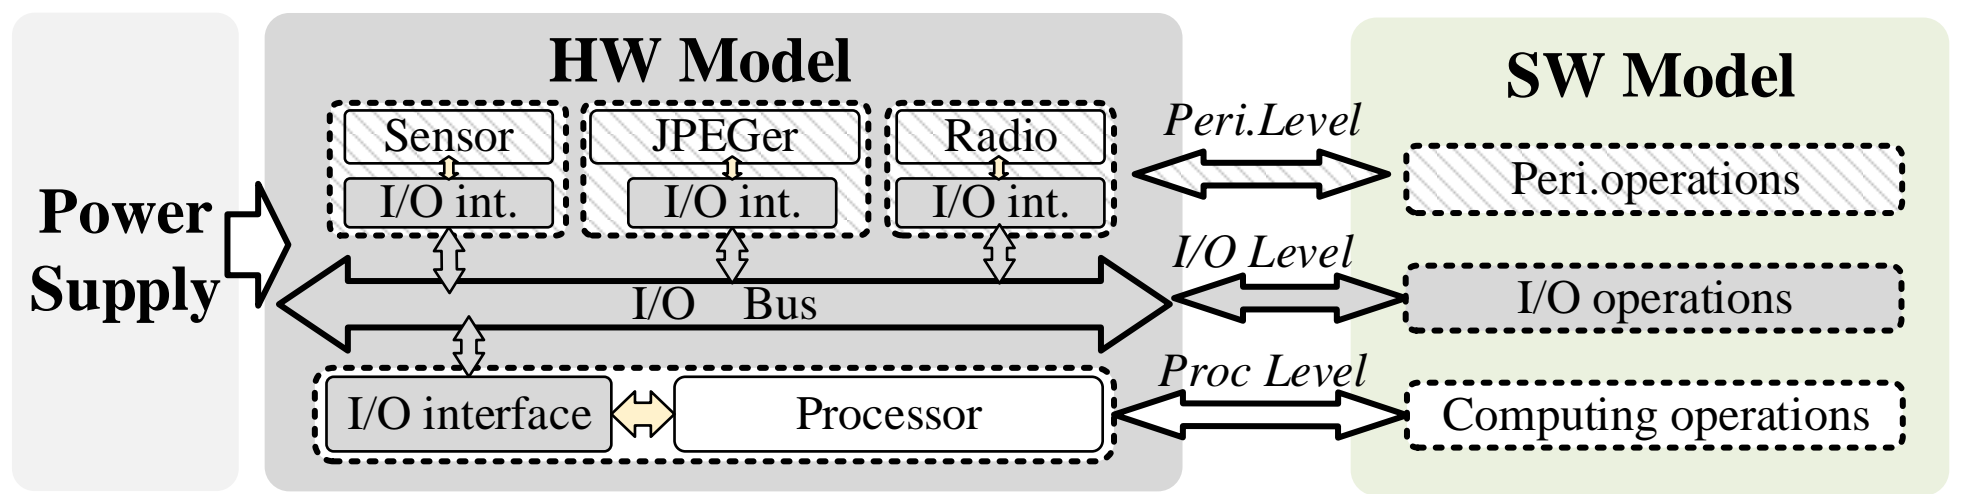 Power
Supply
HW Model
Sensor
I/O int.
JPEGer
I/O int.
Radio
I/O int.
I/O Bus
I/O interface
Processor
Peri.Level
I/O Level
Proc Level
SW Model
Peri.operations
I/O operations
Computing operations